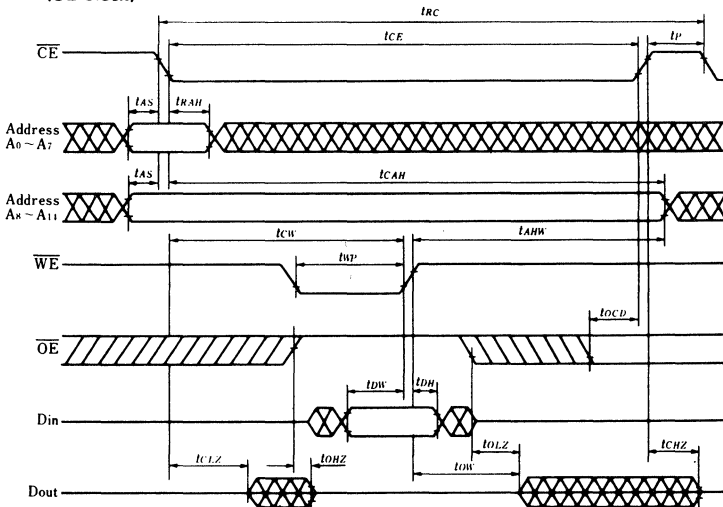 tRC
tCE
tP
CE
tAS
tRAH
Address
A0 ~ A7
tAS
tCAH
Address
A8 ~ A14
tCW
tAHW
WE
tWP
tOCD
OE
tDW
tDH
Din
tCLZ
tOHZ
tOLZ
tOW
tCHZ
Dout